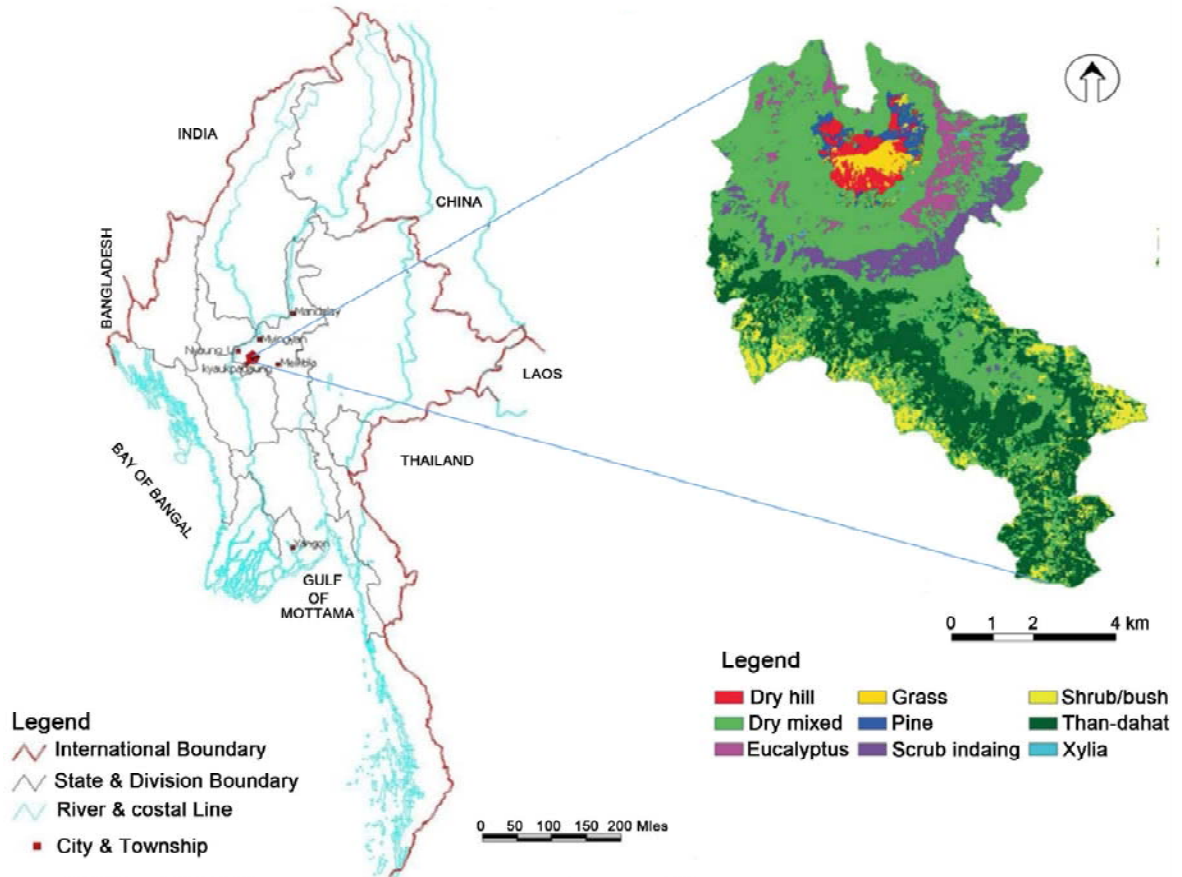 INDIA
CHINA
BANGLADESH
Mandalay
Myingyan
Nyaung_U
Meiktila
kyaukpadaung
LAOS
THAILAND
BAY OF BANGAL
Yangon
GULF
OF
MOTTAMA
Legend
International Boundary
State & Division Boundary
River & costal Line
City & Township
0 50 100 150 200 Mles
0 1 2 4 km
Legend
Dry hill Grass Shrub/bush
Dry mixed Pine Than-dahat
Eucalyptus Scrub indaing Xylia